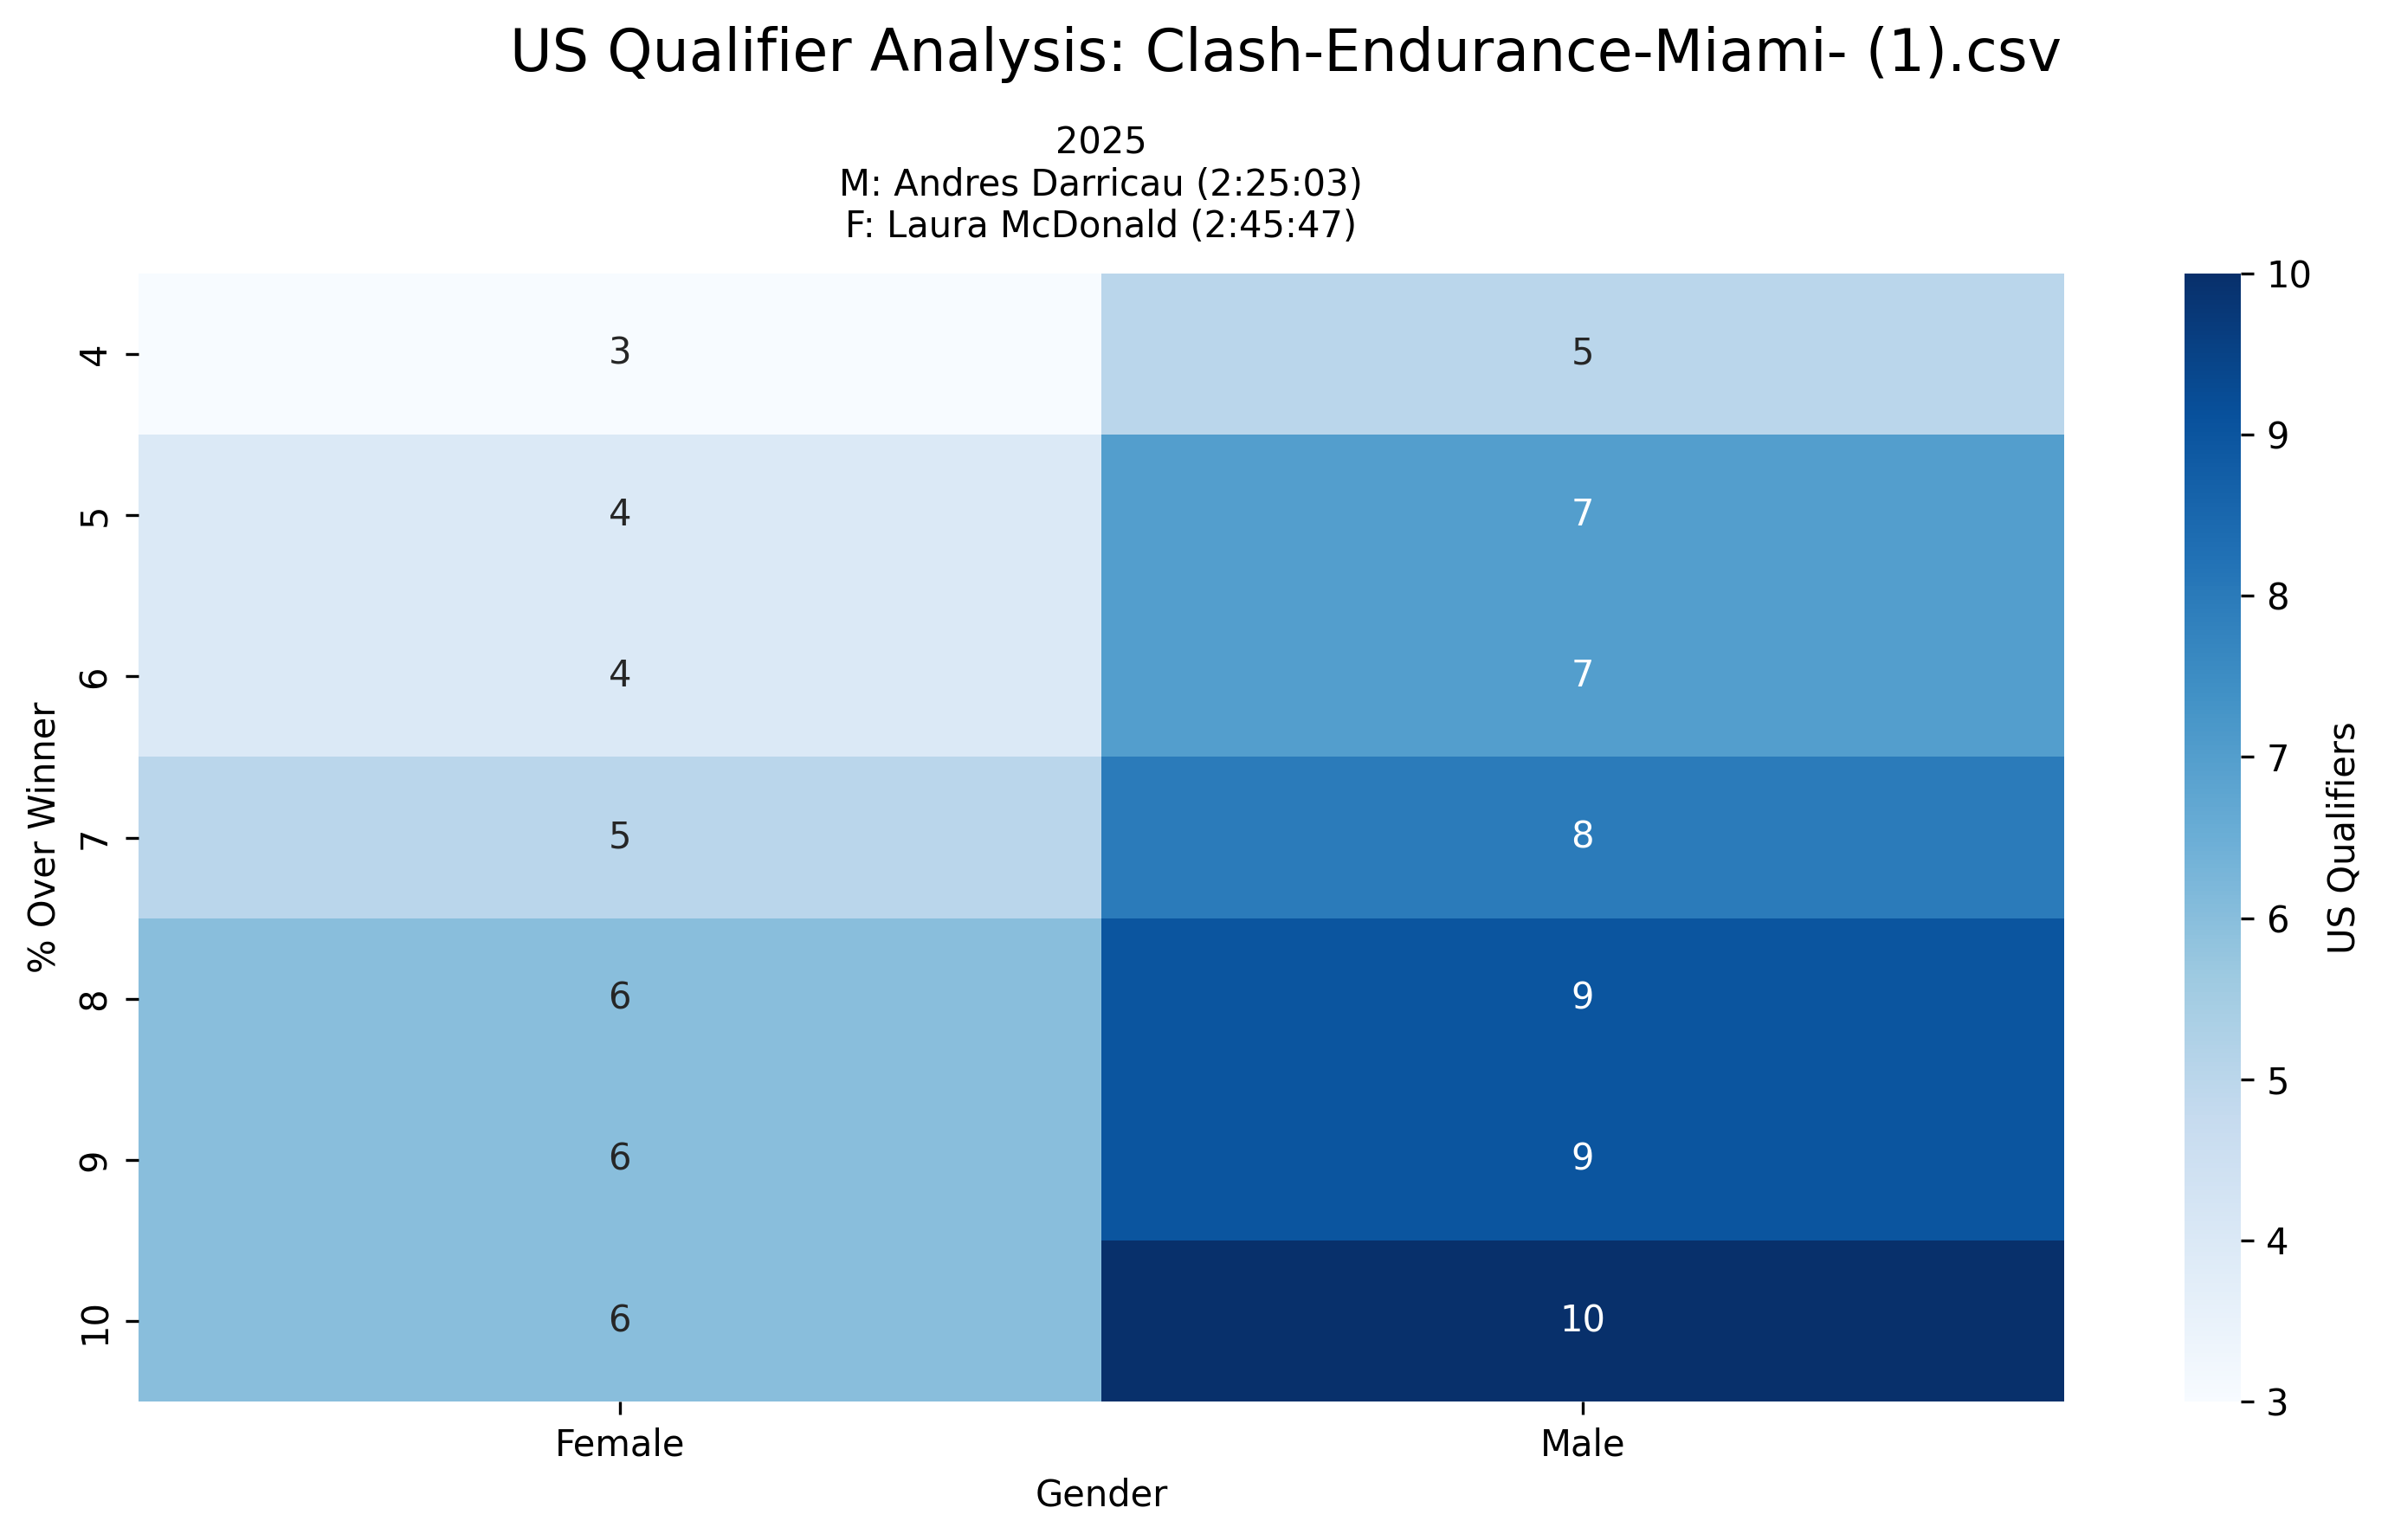 US Qualifier Analysis: Clash-Endurance-Miami- (1).csv
2025
M: Andres Darricau (2:25:03)
F: Laura McDonald (2:45:47)
% Over Winner
4 3 5
5 4 7
6 4 7
7 5 8
8 6 9
9 6 9
10 6 10
Female Male
Gender
10
9
8
7
6
5
4
3
US Qualifiers